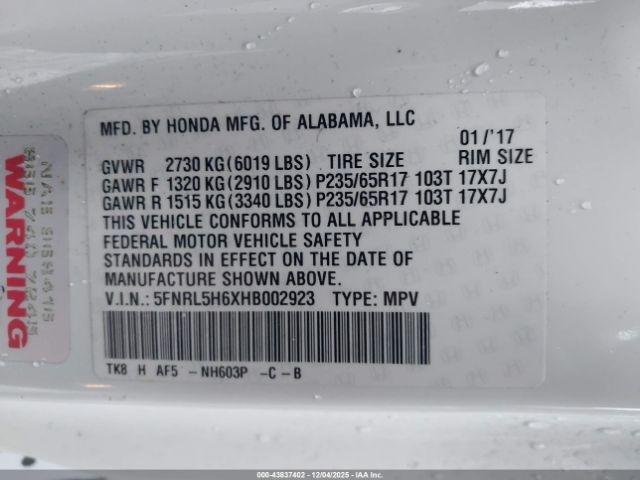 MFD. BY HONDA MFG. OF ALABAMA, LLC 01/'17
GVWR 2730 KG(6019 LBS) TIRE SIZE RIM SIZE
GAWR F 1320 KG(2910 LBS) P235/65R17 103T 17X7J
GAWR R 1515 KG(3340 LBS) P235/65R17 103T 17X7J
THIS VEHICLE CONFORMS TO ALL APPLICABLE
FEDERAL MOTOR VEHICLE SAFETY
STANDARDS IN EFFECT ON THE DATE OF
MANUFACTURE SHOWN ABOVE.
V.I.N.: 5FNRL5H6XHB002923 TYPE: MPV
TK8 H AF5 - NH603P -C-B
WARNING
000-43837402 - 12/04/2025 - COPART